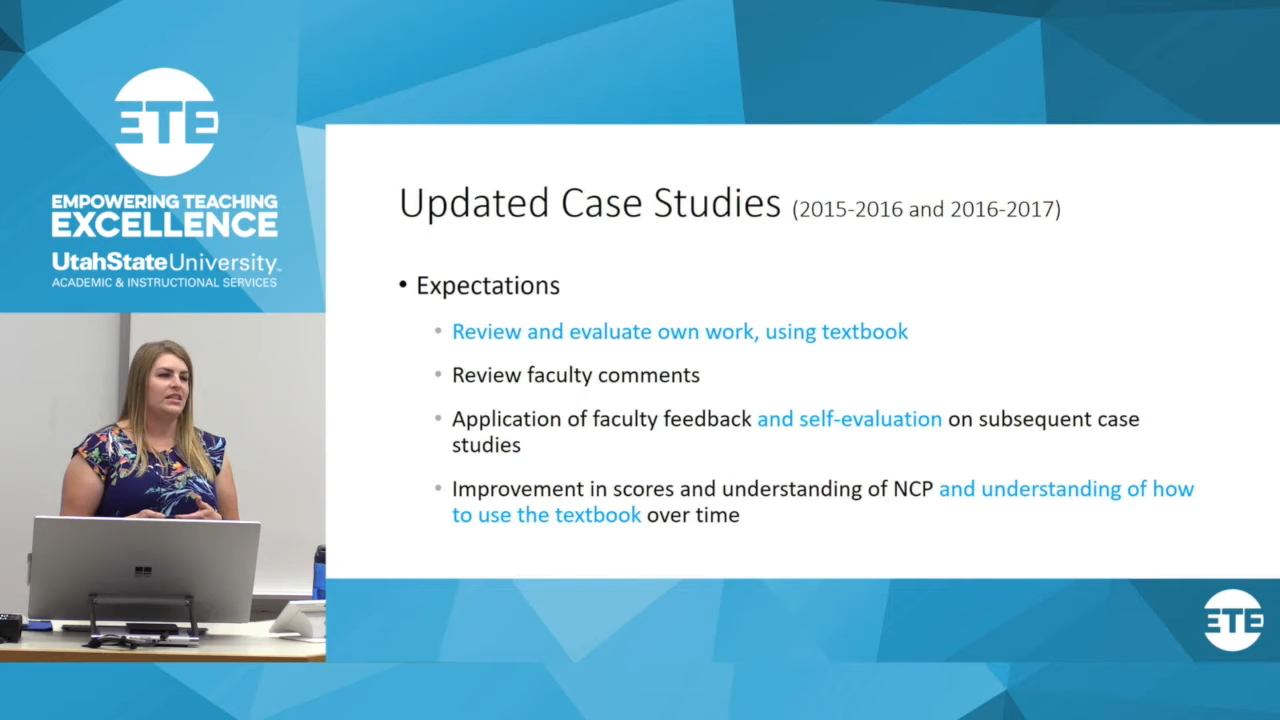 ETE
EMPOWERING TEACHING
EXCELLENCE
UtahStateUniversity™
ACADEMIC & INSTRUCTIONAL SERVICES
Updated Case Studies (2015-2016 and 2016-2017)
• Expectations
• Review and evaluate own work, using textbook
• Review faculty comments
• Application of faculty feedback and self-evaluation on subsequent case
studies
• Improvement in scores and understanding of NCP and understanding of how
to use the textbook over time
ETE